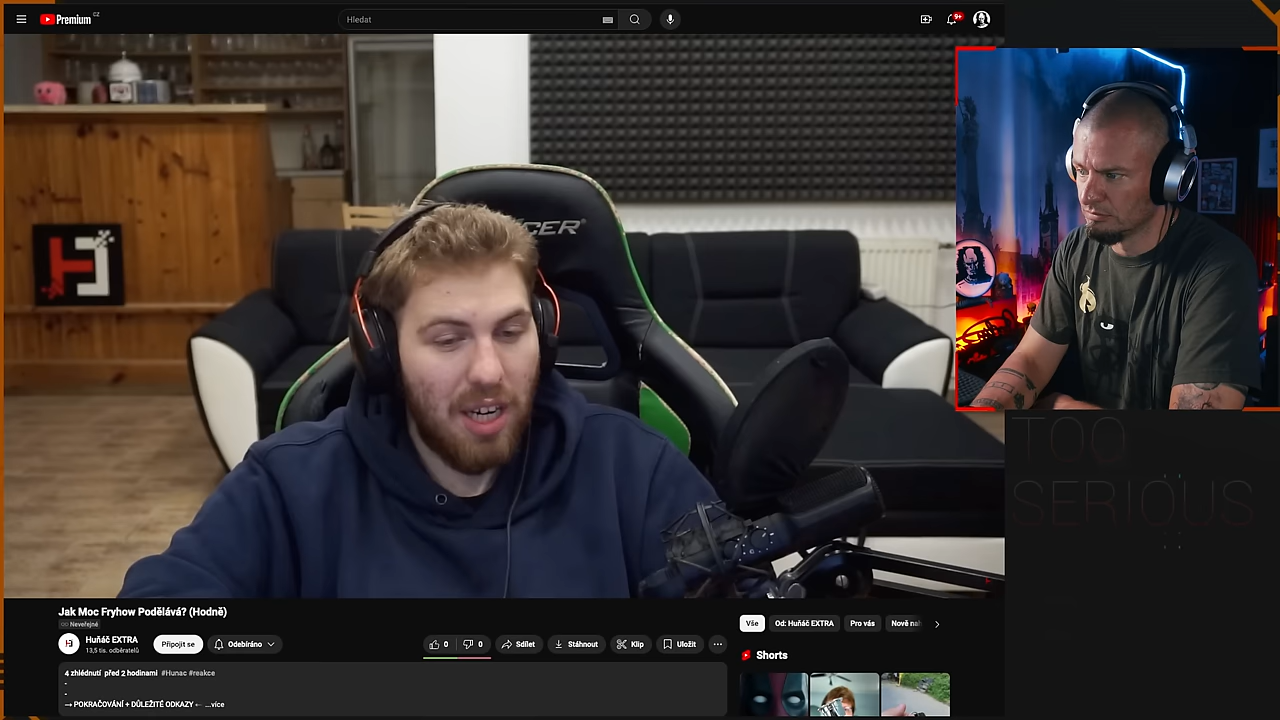 Premium CZ
Hledat
9+
CER
TOO
SERIOUS
Jak Moc Fryhow Podělává? (Hodně)
Neveřejné
Huňáč EXTRA
13,5 tis. odběratelů
Připojit se
Odebíráno
0
0
Sdílet
Stáhnout
Klip
Uložit
Vše
Od: Huňáč EXTRA
Pro vás
Shorts
4 zhlédnutí před 2 hodinami #Hunac #reakce
-
-
→ POKRAČOVÁNÍ + DŮLEŽITÉ ODKAZY ← ...více